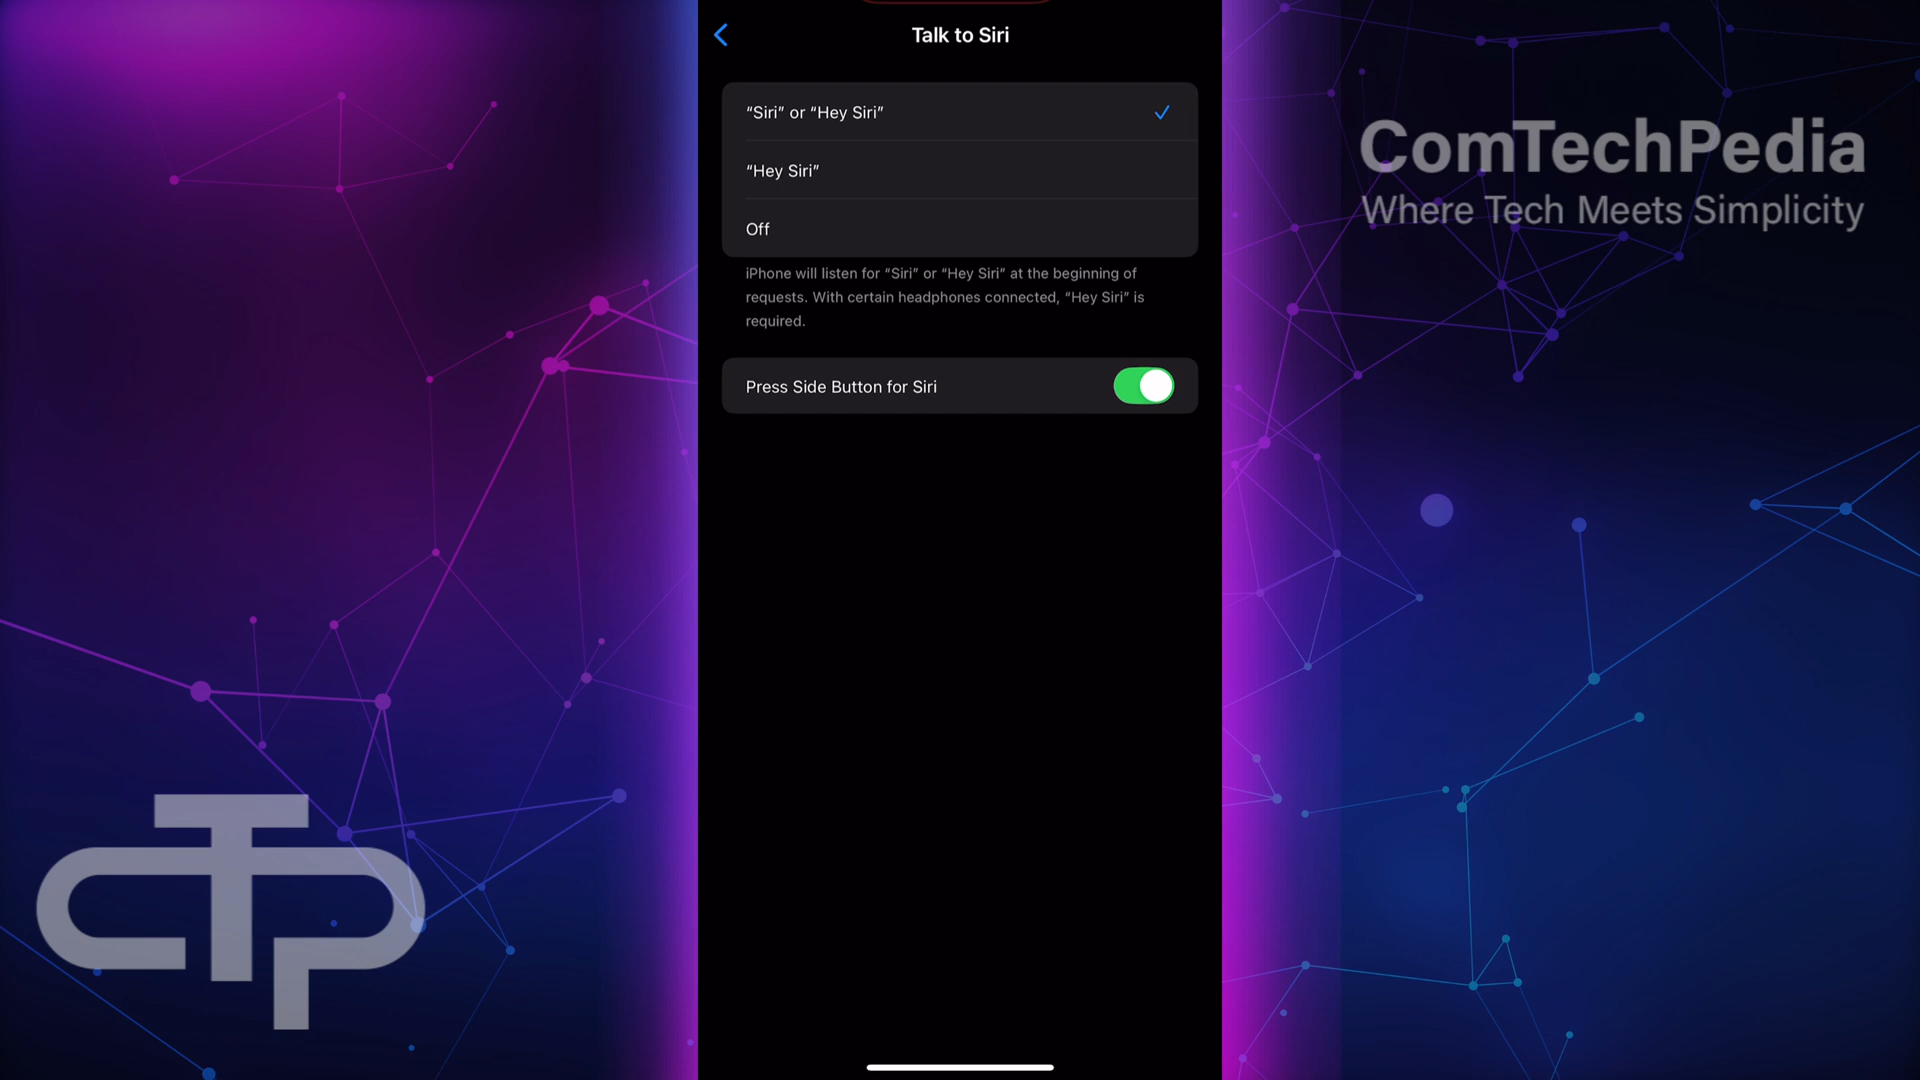 Talk to Siri
“Siri” or “Hey Siri”
“Hey Siri”
Off
iPhone will listen for “Siri” or “Hey Siri” at the beginning of
requests. With certain headphones connected, “Hey Siri” is
required.
Press Side Button for Siri
ComTechPedia
Where Tech Meets Simplicity
CTP